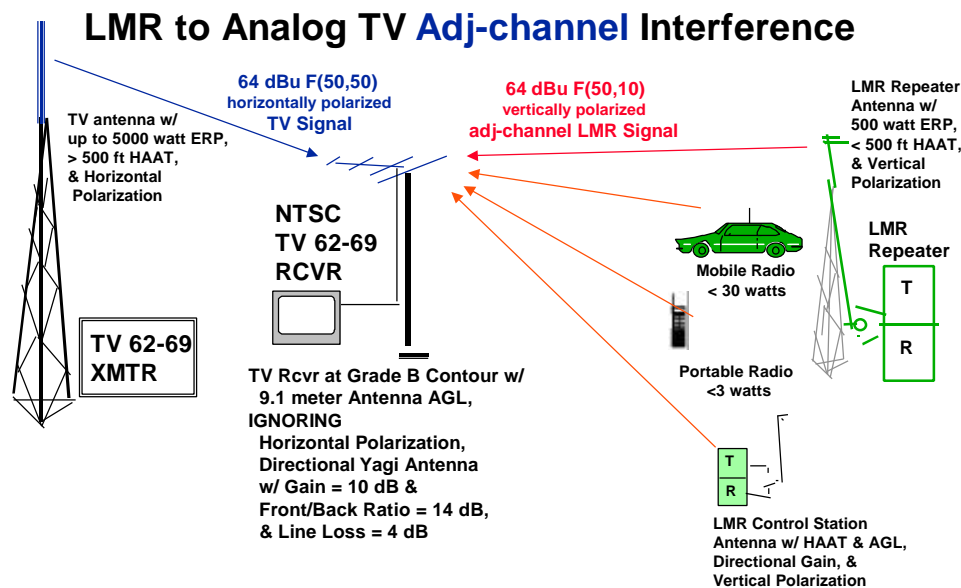 LMR to Analog TV Adj-channel Interference
64 dBu F(50,50)
horizontally polarized
TV Signal
64 dBu F(50,10)
vertically polarized
adj-channel LMR Signal
LMR Repeater
Antenna w/
500 watt ERP,
< 500 ft HAAT,
& Vertical
Polarization
TV antenna w/
up to 5000 watt ERP,
> 500 ft HAAT,
& Horizontal
Polarization
NTSC
TV 62-69
RCVR
LMR
Repeater
T
R
Mobile Radio
< 30 watts
TV 62-69
XMTR
Portable Radio
<3 watts
TV Rcvr at Grade B Contour w/
9.1 meter Antenna AGL,
IGNORING
Horizontal Polarization,
Directional Yagi Antenna
w/ Gain = 10 dB &
Front/Back Ratio = 14 dB,
& Line Loss = 4 dB
T
R
LMR Control Station
Antenna w/ HAAT & AGL,
Directional Gain, &
Vertical Polarization